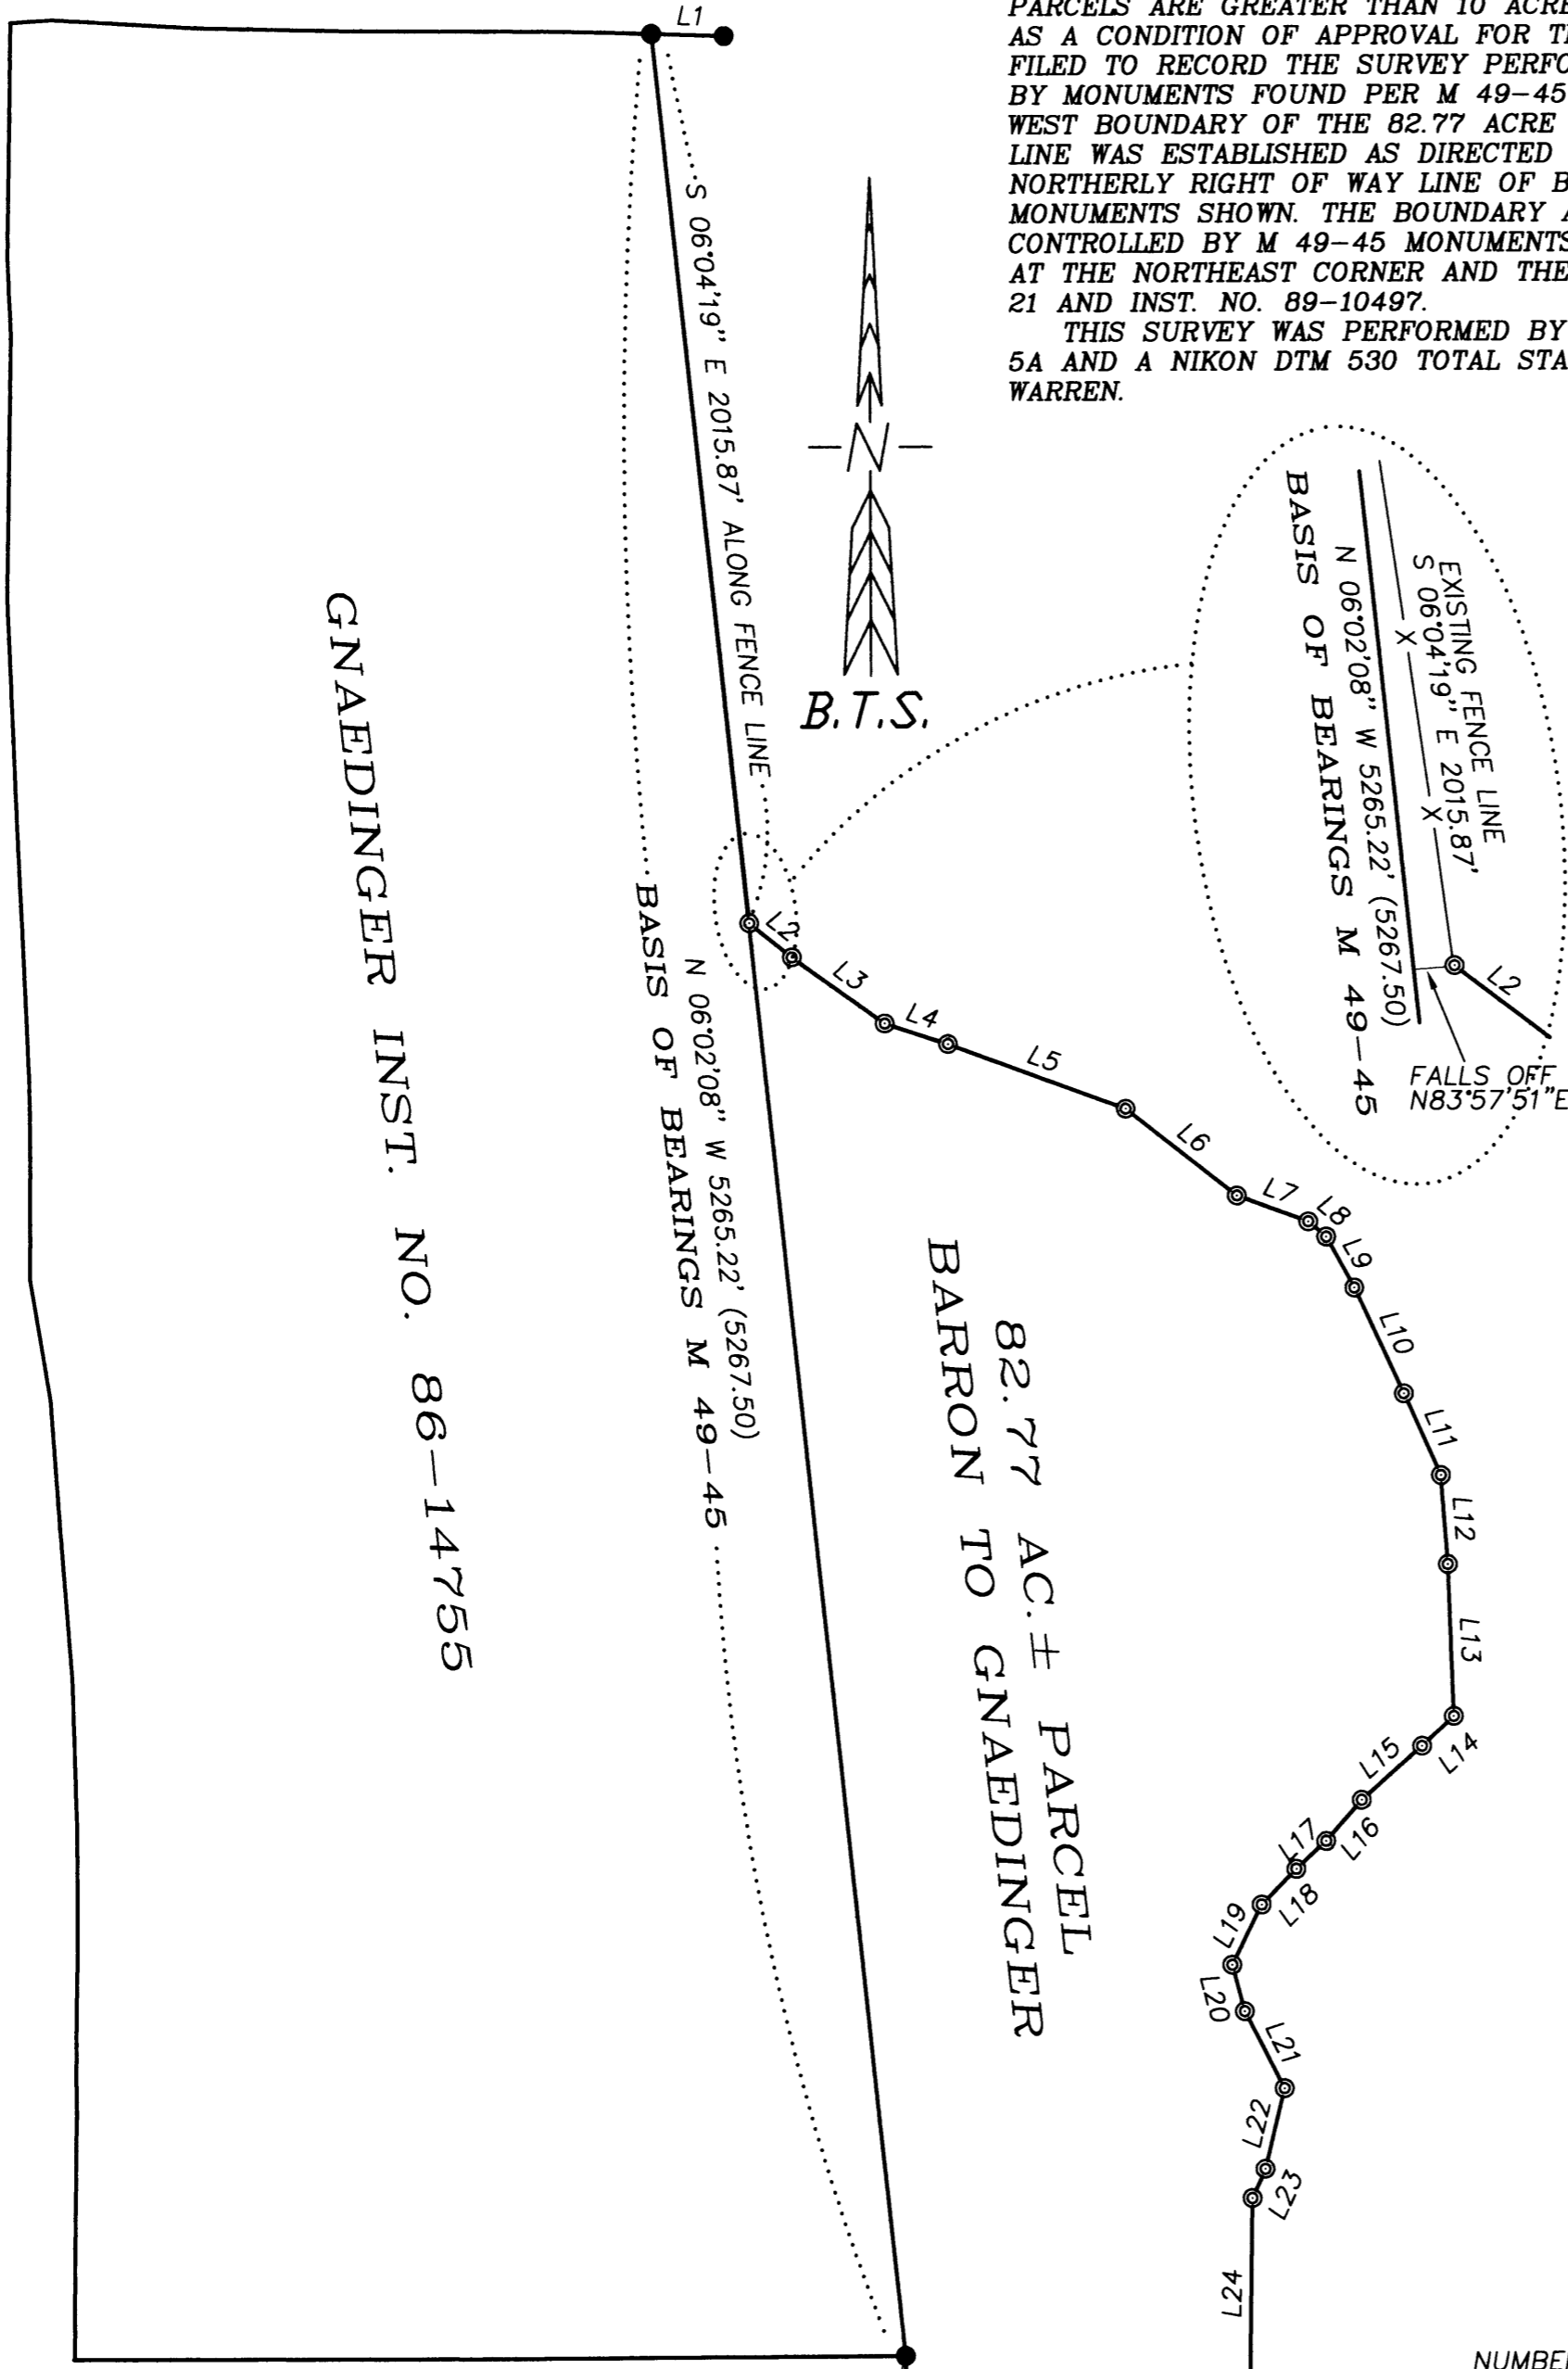 PARCELS ARE GREATER THAN 10 ACRE
AS A CONDITION OF APPROVAL FOR
FILED TO RECORD THE SURVEY
BY MONUMENTS FOUND PER M 49-45
WEST BOUNDARY OF THE 82.77 ACRE
LINE WAS ESTABLISHED AS DIRECTED
NORTHERLY RIGHT OF WAY LINE OF
MONUMENTS SHOWN. THE BOUNDARY
CONTROLLED BY M 49-45 MONUMENTS
AT THE NORTHEAST CORNER AND THE
21 AND INST. NO. 89-10497.
THIS SURVEY WAS PERFORMED BY
5A AND A NIKON DTM 530 TOTAL
WARREN.
L1
S 06°04'19" E 2015.87' ALONG FENCE LINE
N
B.T.S.
EXISTING FENCE LINE
S 06°04'19" E 2015.87'
X
X
N 06°02'08" W 5265.22' (5267.50)
BASIS OF BEARINGS M 49-45
L2
FALLS OFF
N83°57'51"E
GNAEDINGER INST. NO. 86-14755
N 06°02'08" W 5265.22' (5267.50)
BASIS OF BEARINGS M 49-45
L2
L3
L4
L5
L6
L7
L8
L9
L10
L11
L12
L13
L14
L15
L16
L17
L18
L19
L20
L21
L22
L23
L24
82.77 AC.± PARCEL
BARRON TO GNAEDINGER
NUMBER